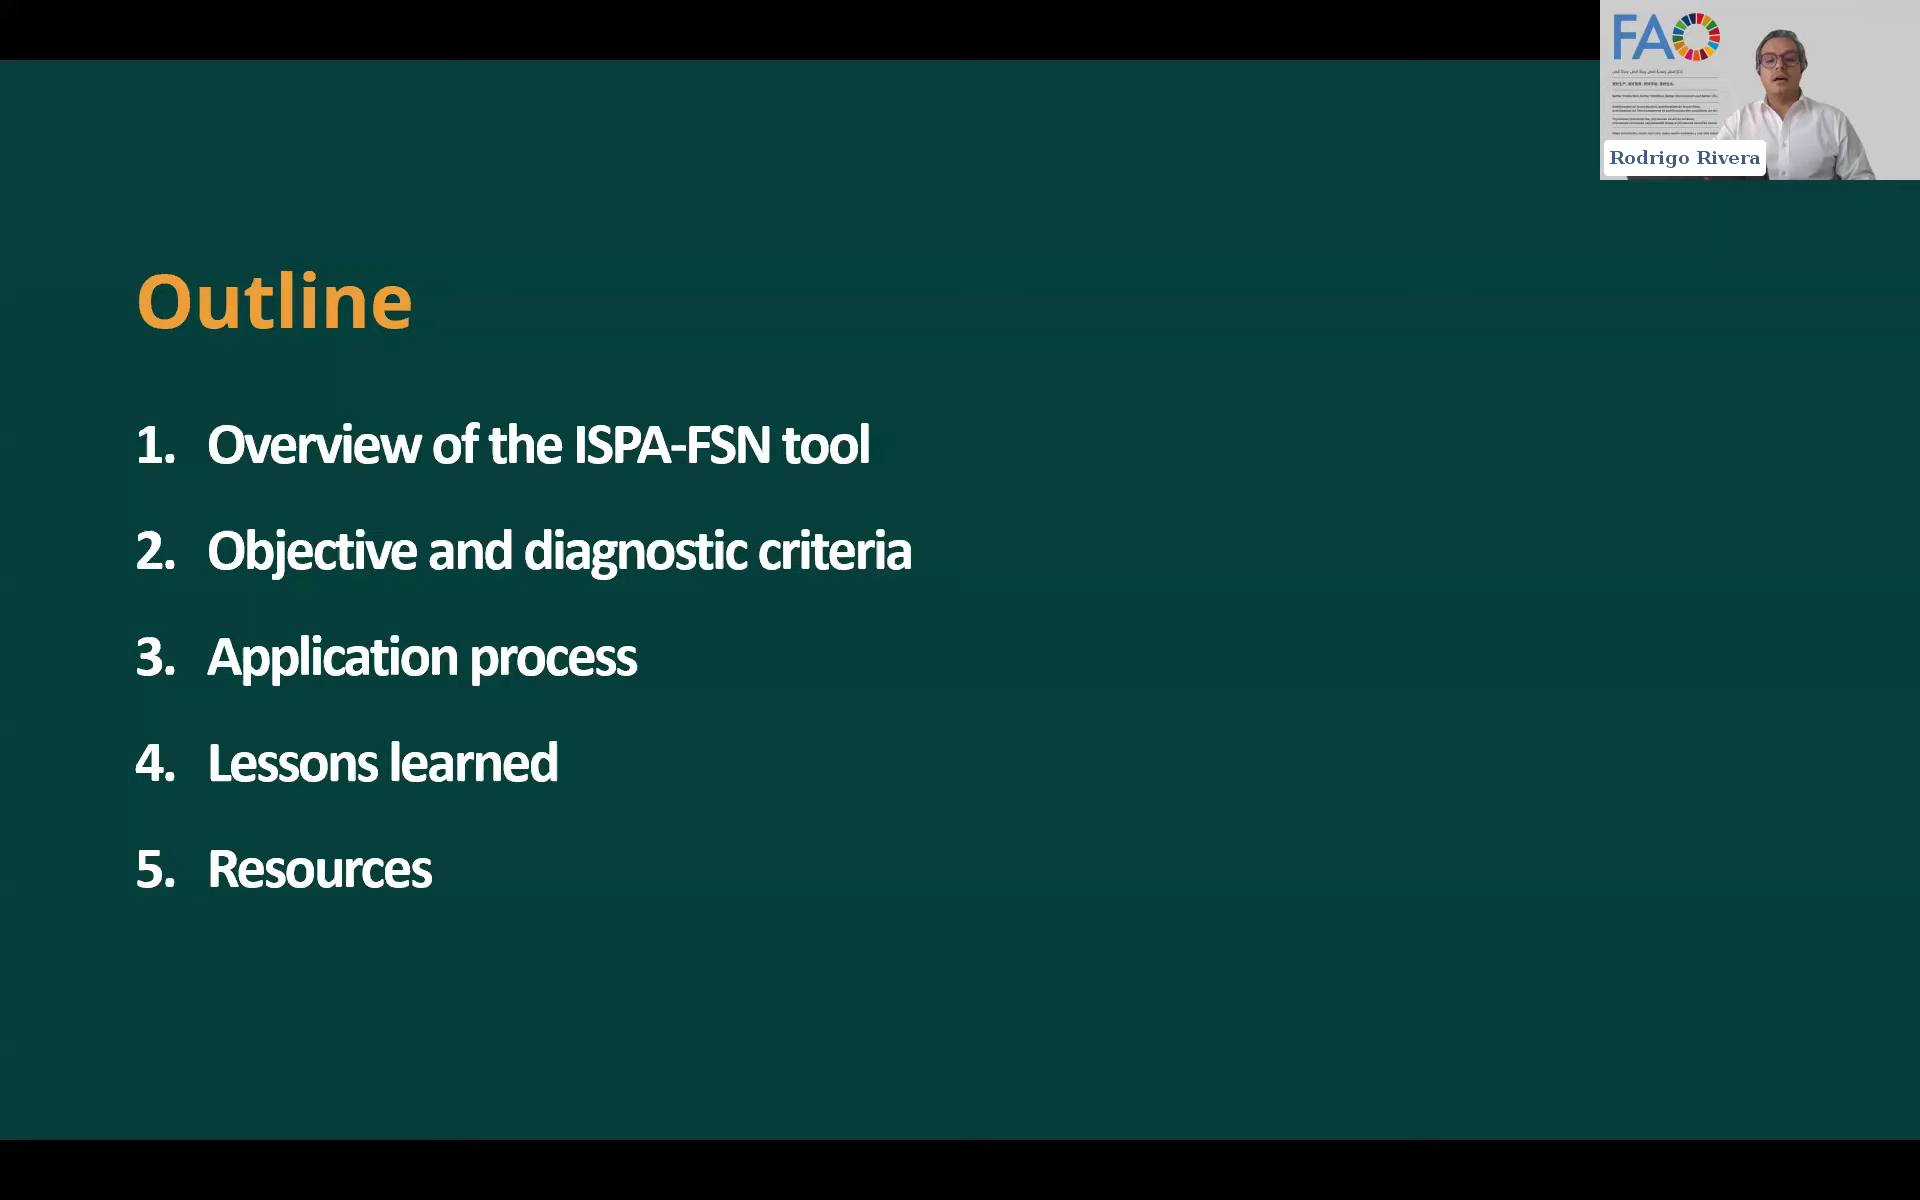 FAO
Rodrigo Rivera
Outline
1. Overview of the ISPA-FSN tool
2. Objective and diagnostic criteria
3. Application process
4. Lessons learned
5. Resources